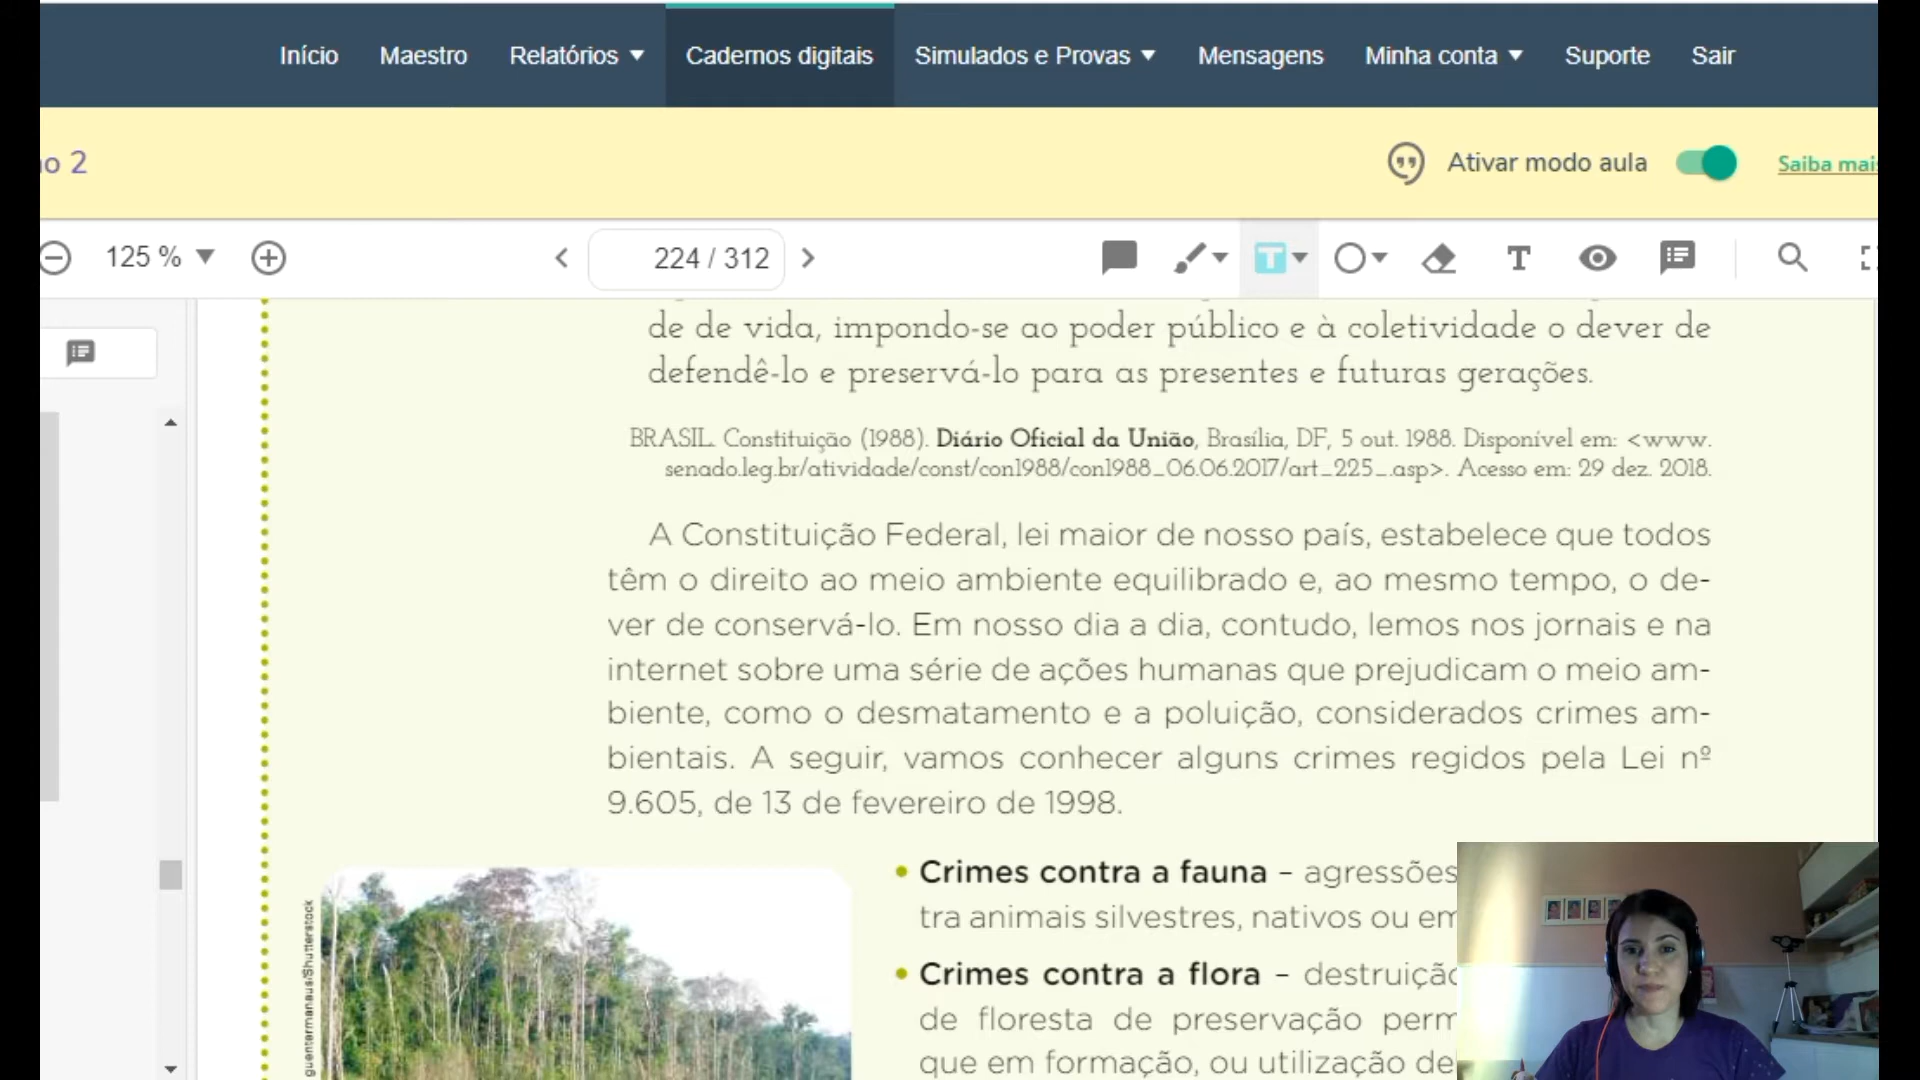 Início Maestro Relatórios Cadernos digitais Simulados e Provas Mensagens Minha conta Suporte Sair
o 2 Ativar modo aula Saiba mais
125 % 224 / 312
T T
de de vida, impondo-se ao poder público e à coletividade o dever de
defendê-lo e preservá-lo para as presentes e futuras gerações.
BRASIL. Constituição (1988). Diário Oficial da União, Brasília, DF, 5 out. 1988. Disponível em: <www.
senado.leg.br/atividade/const/con1988/con1988_06.06.2017/art_225_.asp>. Acesso em: 29 dez. 2018.
A Constituição Federal, lei maior de nosso país, estabelece que todos
têm o direito ao meio ambiente equilibrado e, ao mesmo tempo, o de-
ver de conservá-lo. Em nosso dia a dia, contudo, lemos nos jornais e na
internet sobre uma série de ações humanas que prejudicam o meio am-
biente, como o desmatamento e a poluição, considerados crimes am-
bientais. A seguir, vamos conhecer alguns crimes regidos pela Lei nº
9.605, de 13 de fevereiro de 1998.
guentermanaus/Shutterstock
• Crimes contra a fauna – agressões
tra animais silvestres, nativos ou em
• Crimes contra a flora – destruiçã
de floresta de preservação perm
que em formação, ou utilização de